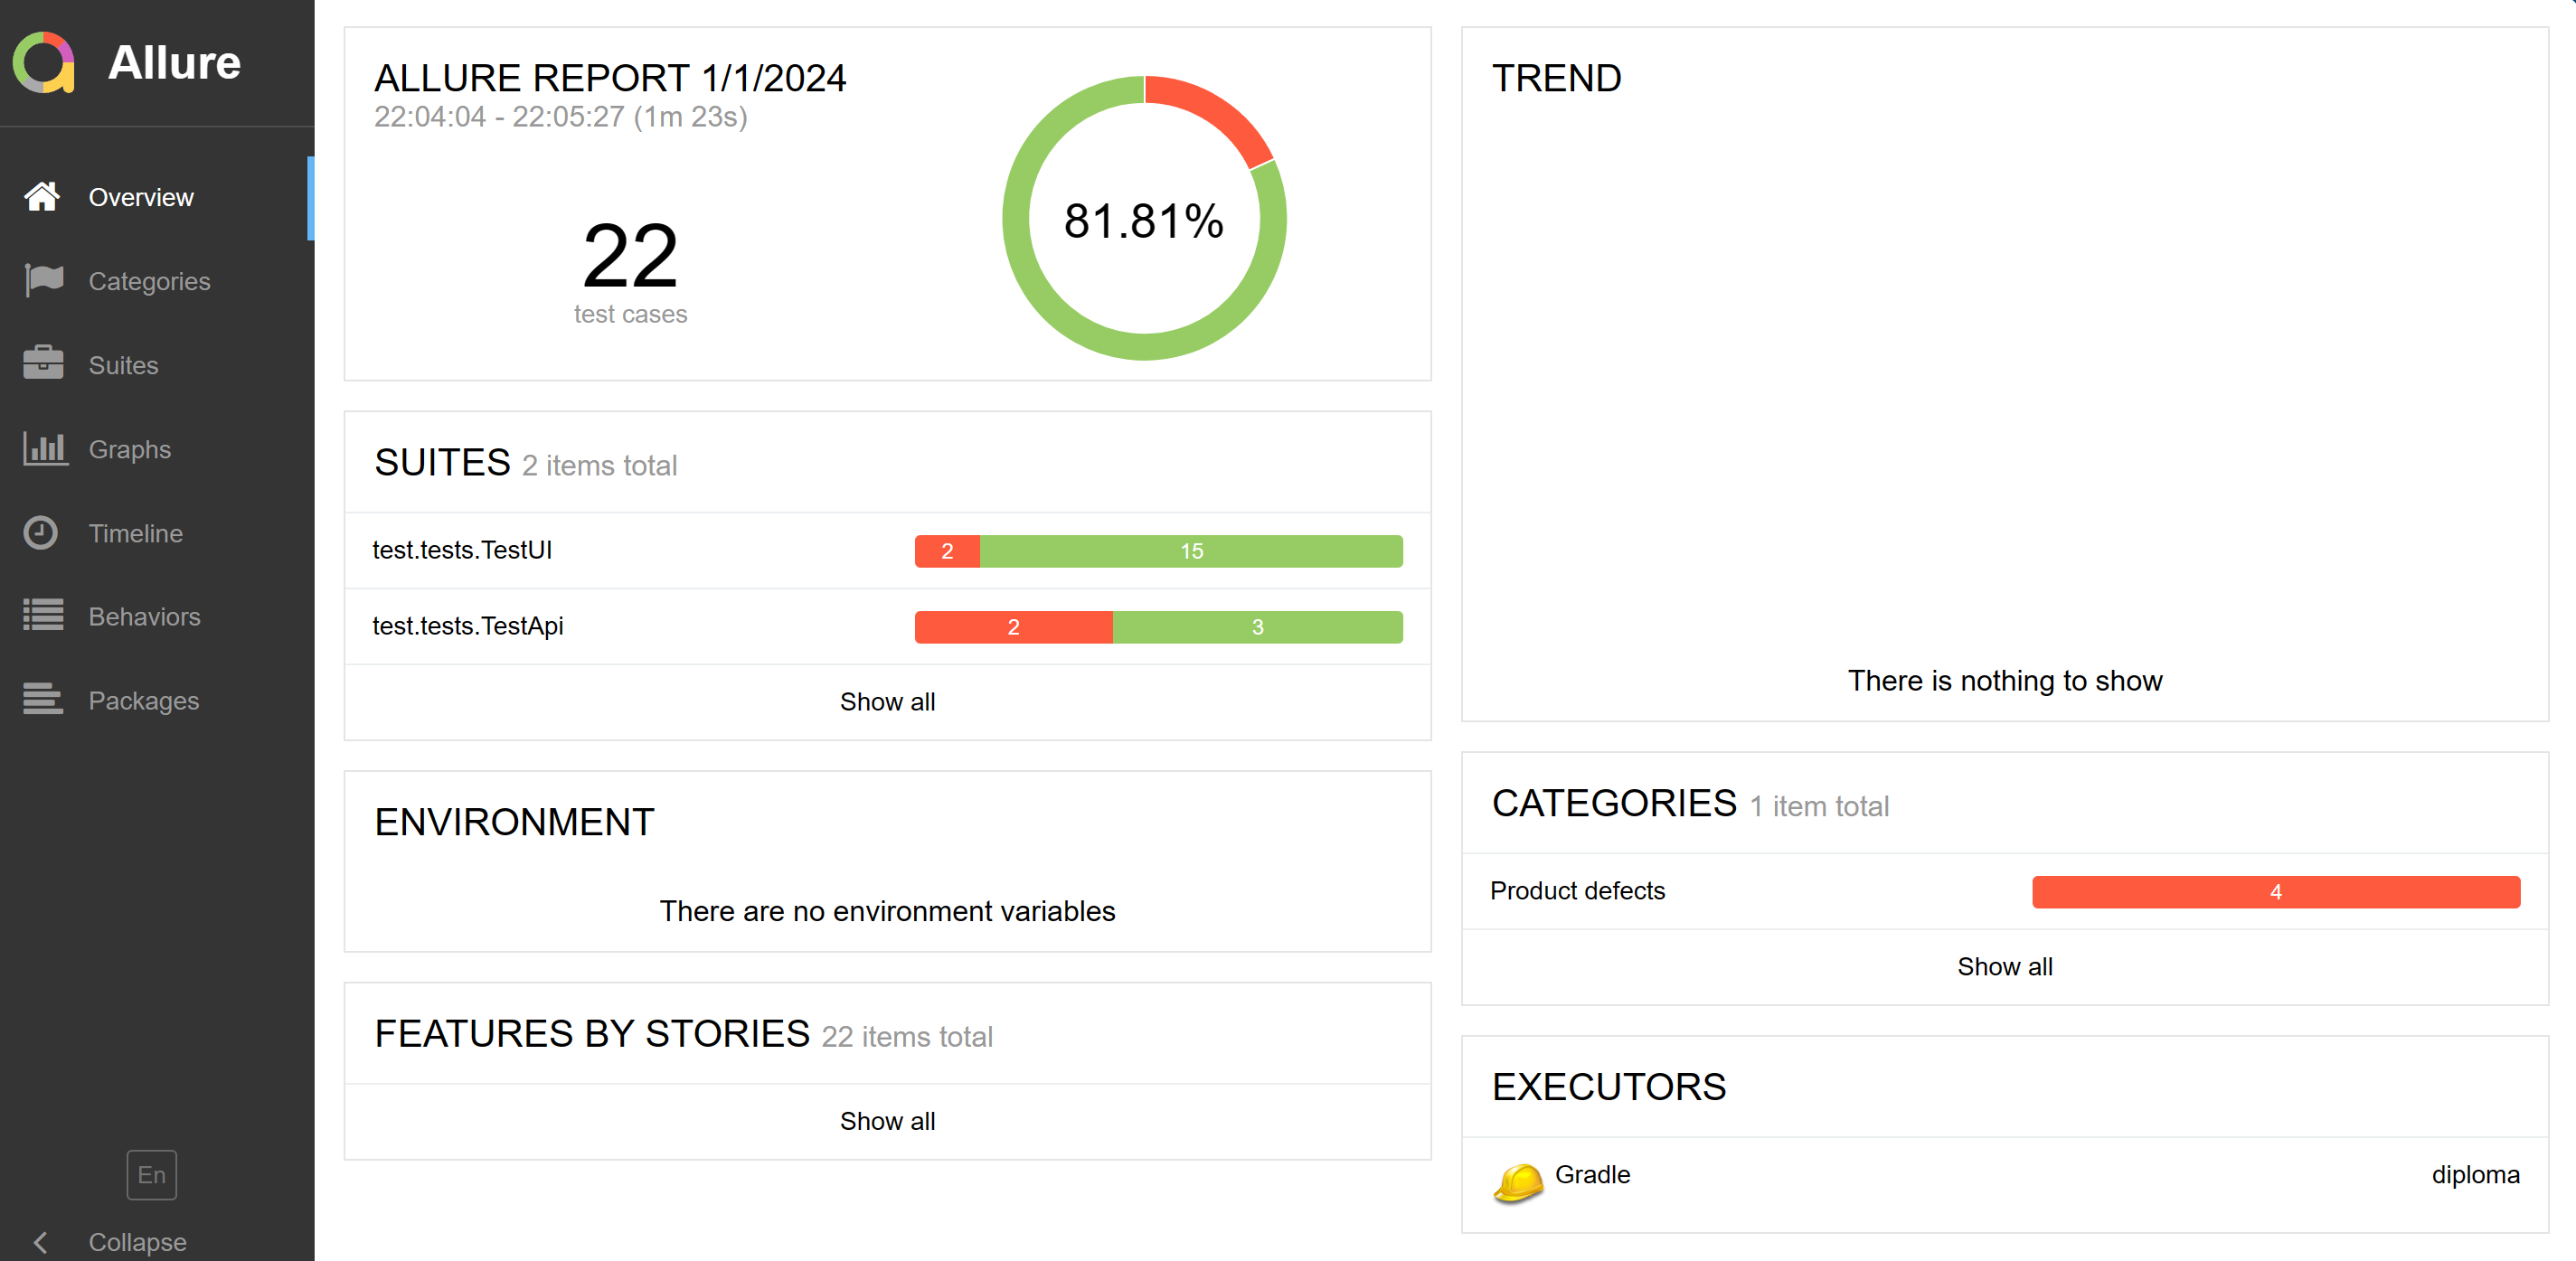 Allure
Overview
Categories
Suites
Graphs
Timeline
Behaviors
Packages
En
Collapse
ALLURE REPORT 1/1/2024
22:04:04 - 22:05:27 (1m 23s)
22
test cases
81.81%
SUITES 2 items total
test.tests.TestUI 2 15
test.tests.TestApi 2 3
Show all
ENVIRONMENT
There are no environment variables
FEATURES BY STORIES 22 items total
Show all
TREND
There is nothing to show
CATEGORIES 1 item total
Product defects 4
Show all
EXECUTORS
Gradle diploma